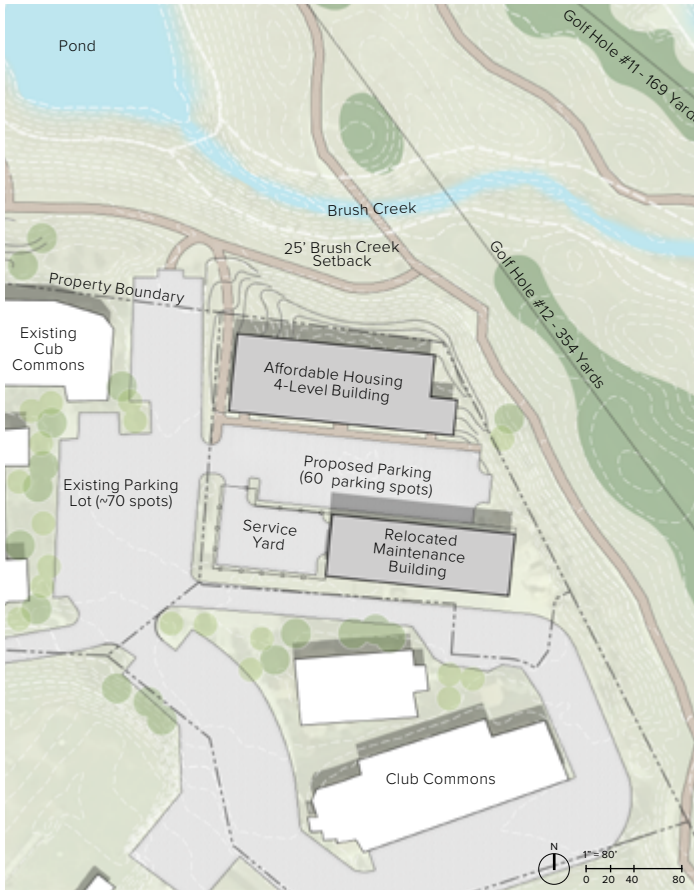 Golf Hole #11 - 169 Yards
Pond
Brush Creek
25' Brush Creek
Setback
Golf Hole #12 - 354 Yards
Property Boundary
Existing
Cub
Commons
Affordable Housing
4-Level Building
Proposed Parking
(60 parking spots)
Existing Parking
Lot (~70 spots)
Service
Yard
Relocated
Maintenance
Building
Club Commons
N
1" = 80'
0 20 40 80